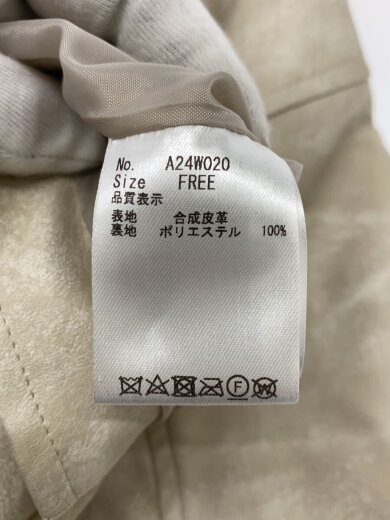 No. A24W020
Size FREE
品質表示
表地 合成皮革
裏地 ポリエステル 100%
F W